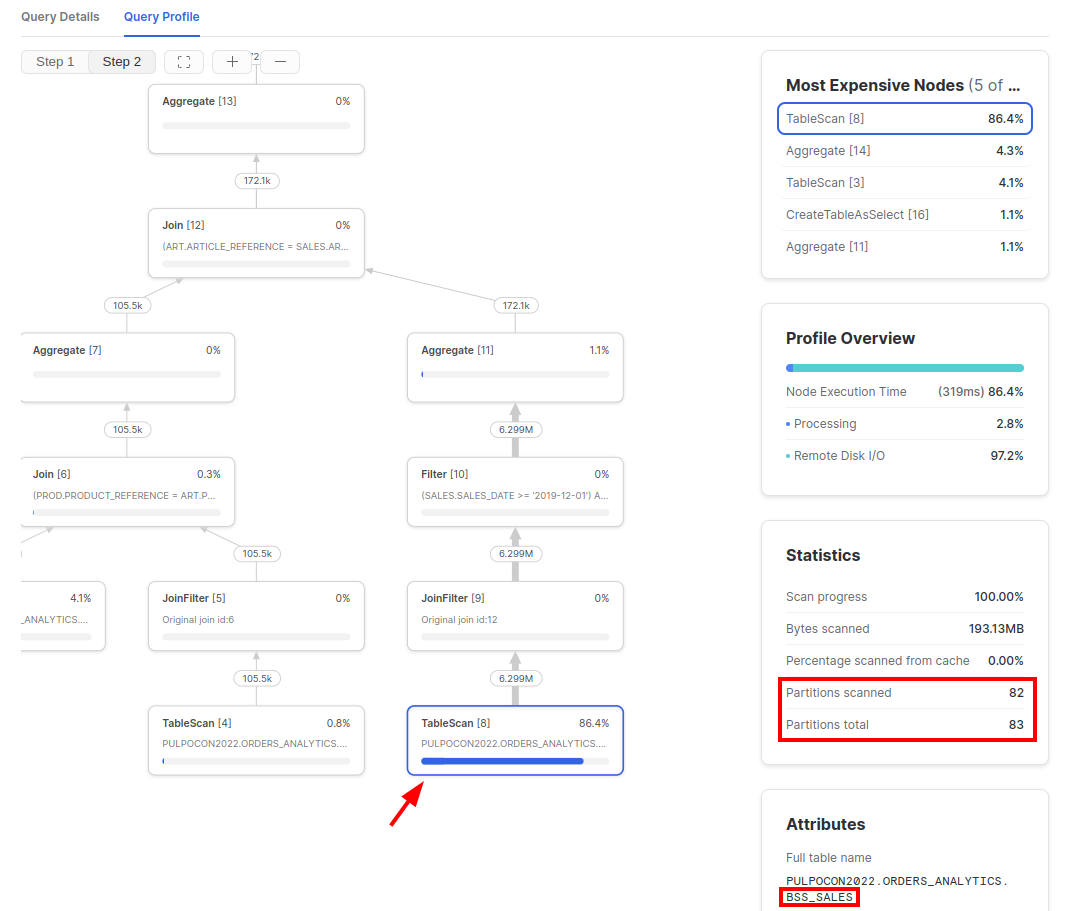 Query Details Query Profile
Step 1 Step 2
Aggregate [13] 0%
172.1k
Join [12] 0%
(ART.ARTICLE_REFERENCE = SALES.AR...
105.5k 172.1k
Aggregate [7] 0%
Aggregate [11] 1.1%
105.5k 6.299M
Join [6] 0.3%
(PROD.PRODUCT_REFERENCE = ART.P...
Filter [10] 0%
(SALES.SALES_DATE >= '2019-12-01') A...
105.5k 6.299M
4.1%
_ANALYTICS....
JoinFilter [5] 0%
Original join id:6
JoinFilter [9] 0%
Original join id:12
105.5k 6.299M
TableScan [4] 0.8%
PULPOCON2022.ORDERS_ANALYTICS....
TableScan [8] 86.4%
PULPOCON2022.ORDERS_ANALYTICS....
Most Expensive Nodes (5 of ...
TableScan [8] 86.4%
Aggregate [14] 4.3%
TableScan [3] 4.1%
CreateTableAsSelect [16] 1.1%
Aggregate [11] 1.1%
Profile Overview
Node Execution Time (319ms) 86.4%
Processing 2.8%
Remote Disk I/O 97.2%
Statistics
Scan progress 100.00%
Bytes scanned 193.13MB
Percentage scanned from cache 0.00%
Partitions scanned 82
Partitions total 83
Attributes
Full table name
PULPOCON2022.ORDERS_ANALYTICS.
BSS_SALES